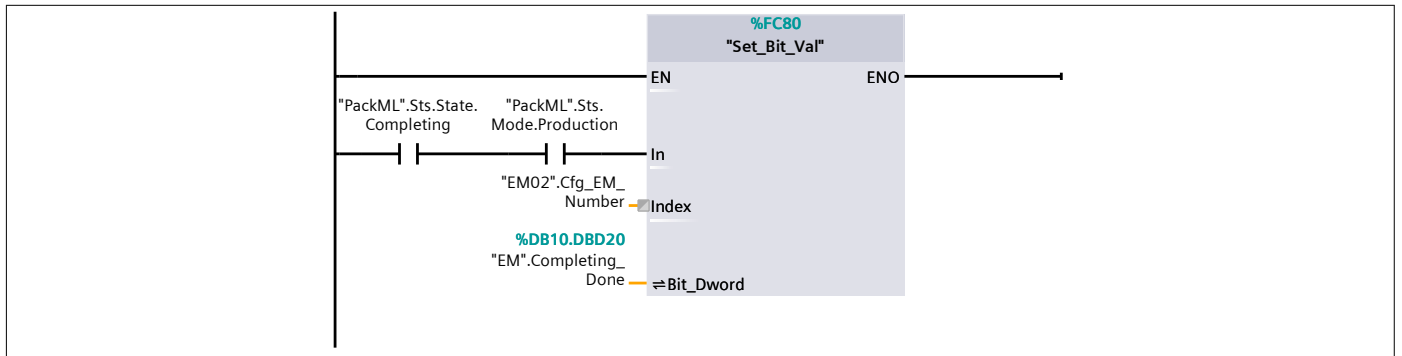 %FC80
"Set_Bit_Val"
EN
ENO
"PackML".Sts.State.
Completing
"PackML".Sts.
Mode.Production
In
"EM02".Cfg_EM_
Number
Index
%DB10.DBD20
"EM".Completing_
Done
⇌Bit_Dword